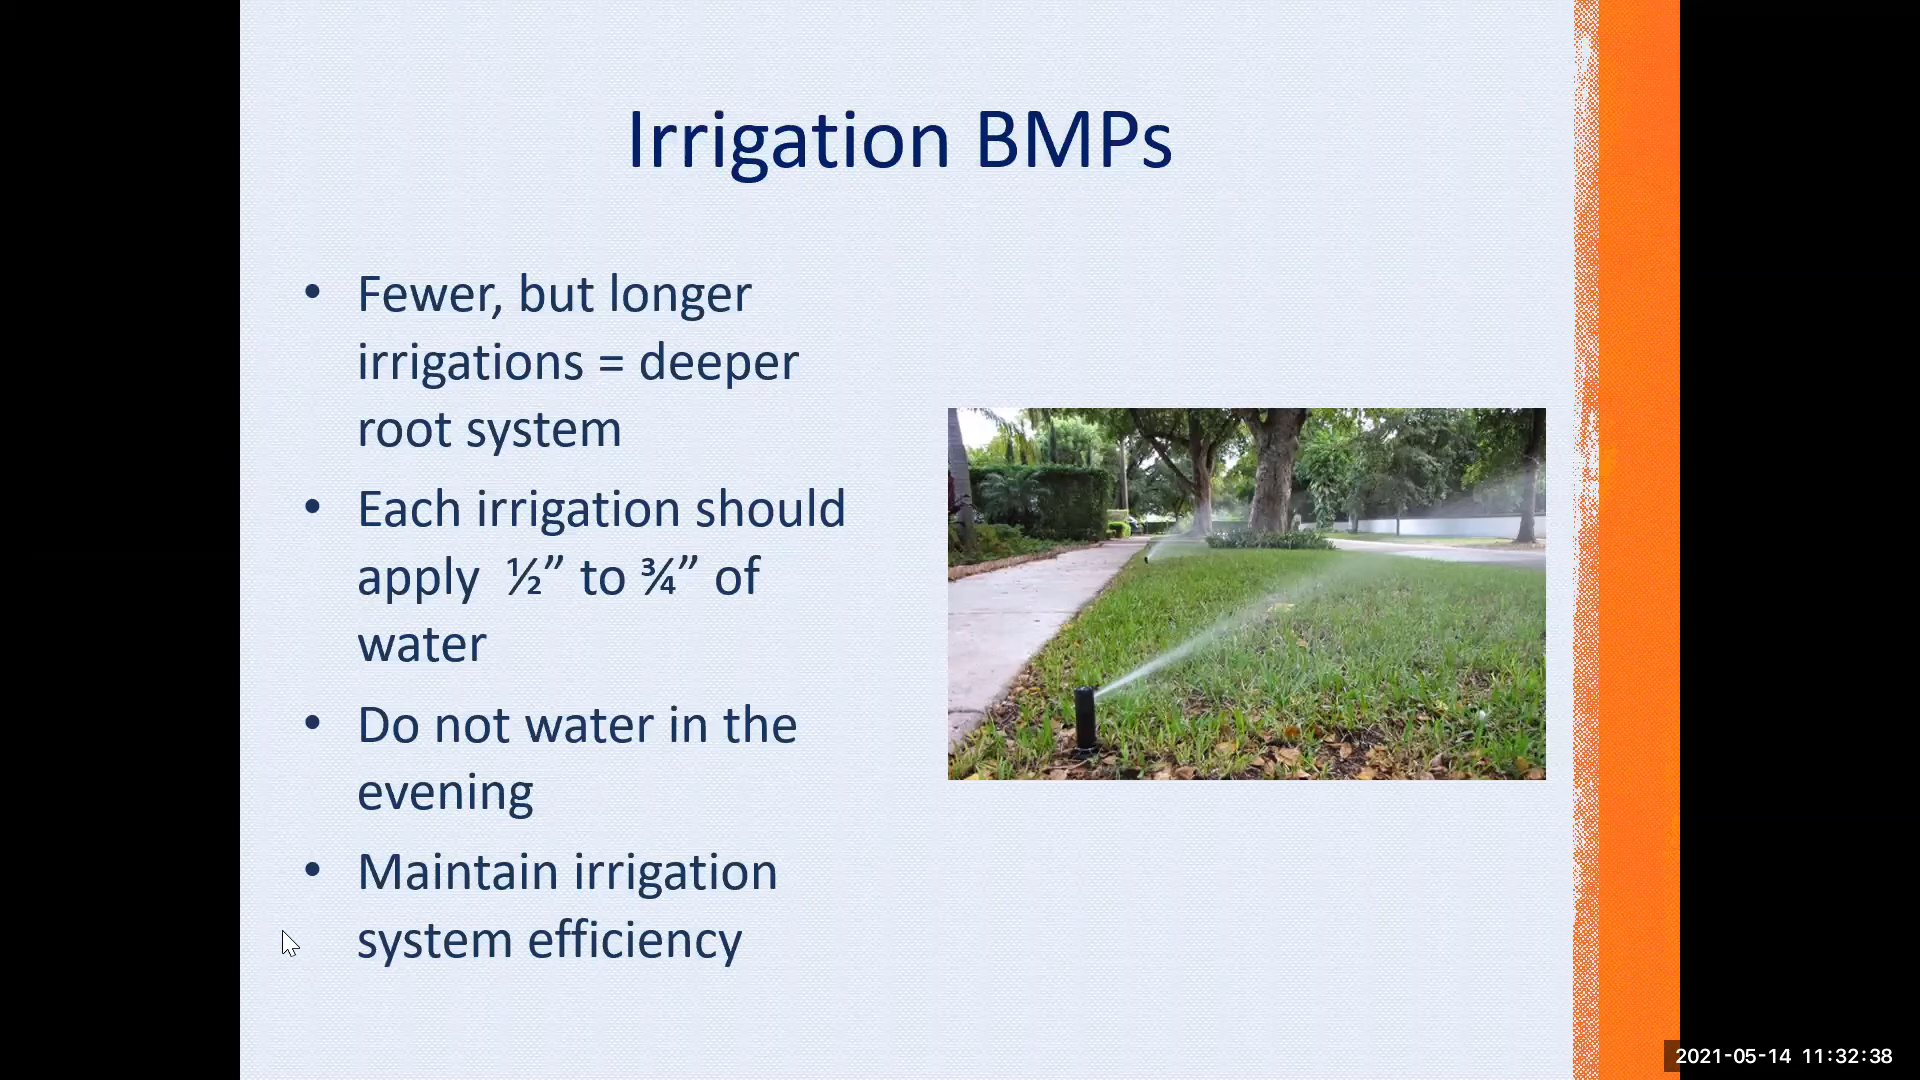 Irrigation BMPs
• Fewer, but longer
irrigations = deeper
root system
• Each irrigation should
apply ½” to ¾” of
water
• Do not water in the
evening
• Maintain irrigation
system efficiency
2021-05-14 11:32:38